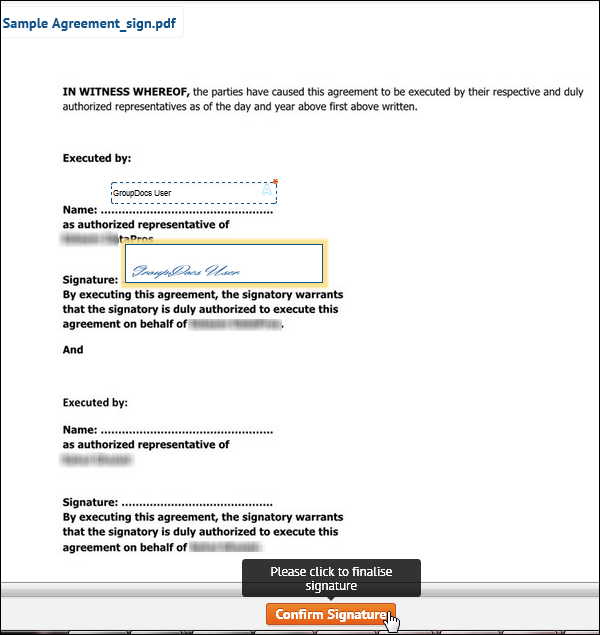 Sample Agreement_sign.pdf
IN WITNESS WHEREOF, the parties have caused this agreement to be executed by their respective and duly
authorized representatives as of the day and year above first above written.
Executed by:
GroupDocs User
A*
Name: .................................................
as authorized representative of
taPros
GroupDocs User
Signature:
By executing this agreement, the signatory warrants
that the signatory is duly authorized to execute this
agreement on behalf of .
And
Executed by:
Name: .................................................
as authorized representative of
Signature: ...........................................
By executing this agreement, the signatory warrants
that the signatory is duly authorized to execute this
agreement on behalf of
Please click to finalise
signature
Confirm Signature